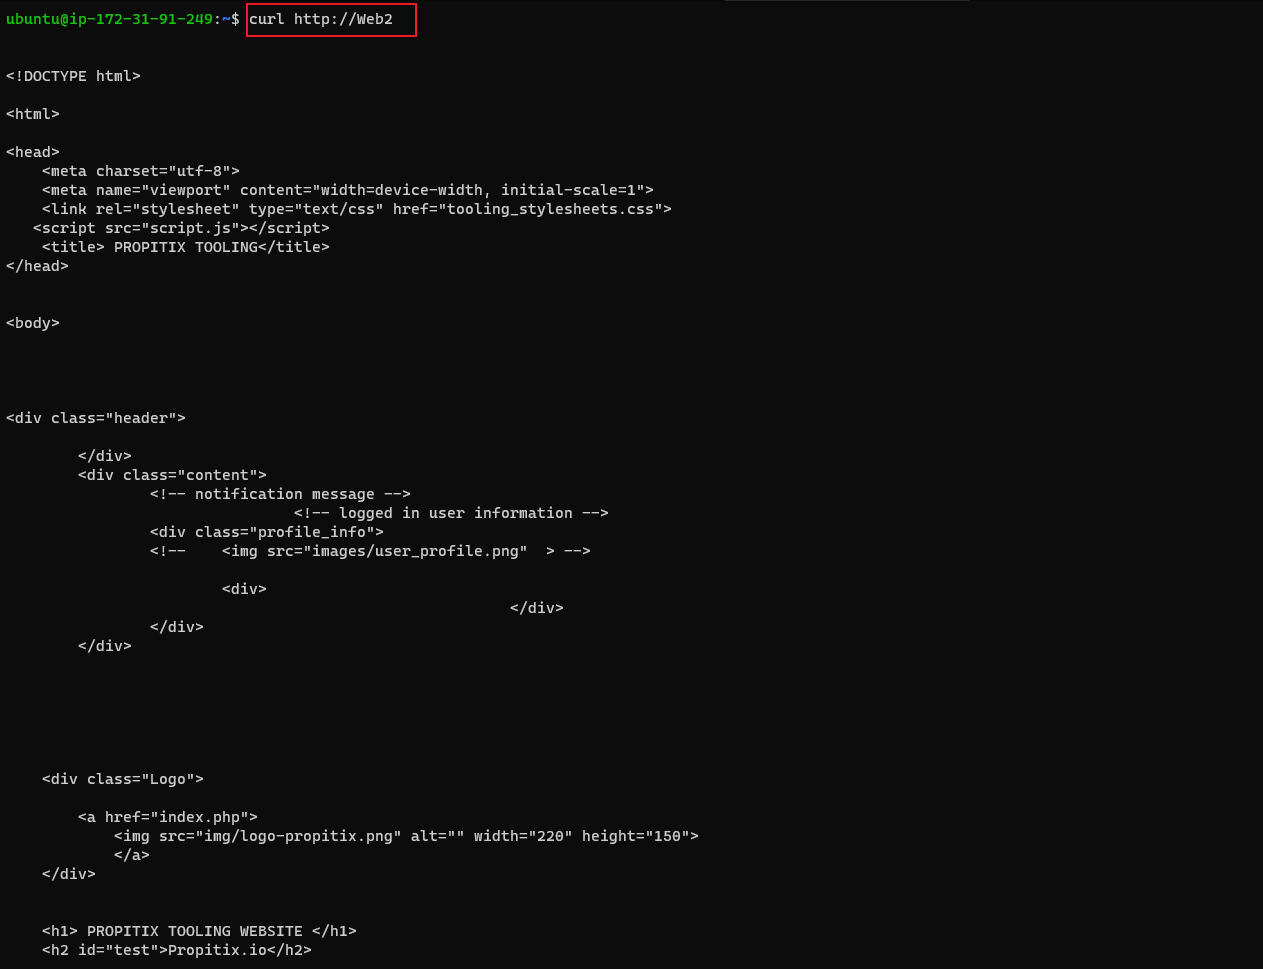 ubuntu@ip-172-31-91-249:~$ curl http://Web2
<!DOCTYPE html>
<html>
<head>
    <meta charset="utf-8">
    <meta name="viewport" content="width=device-width, initial-scale=1">
    <link rel="stylesheet" type="text/css" href="tooling_stylesheets.css">
   <script src="script.js"></script>
    <title> PROPITIX TOOLING</title>
</head>
<body>
<div class="header">
        </div>
        <div class="content">
                <!-- notification message -->
                                <!-- logged in user information -->
                <div class="profile_info">
                <!--    <img src="images/user_profile.png"  > -->
                        <div>
                                                        </div>
                </div>
        </div>
    <div class="Logo">
        <a href="index.php">
            <img src="img/logo-propitix.png" alt="" width="220" height="150">
            </a>
    </div>
    <h1> PROPITIX TOOLING WEBSITE </h1>
    <h2 id="test">Propitix.io</h2>